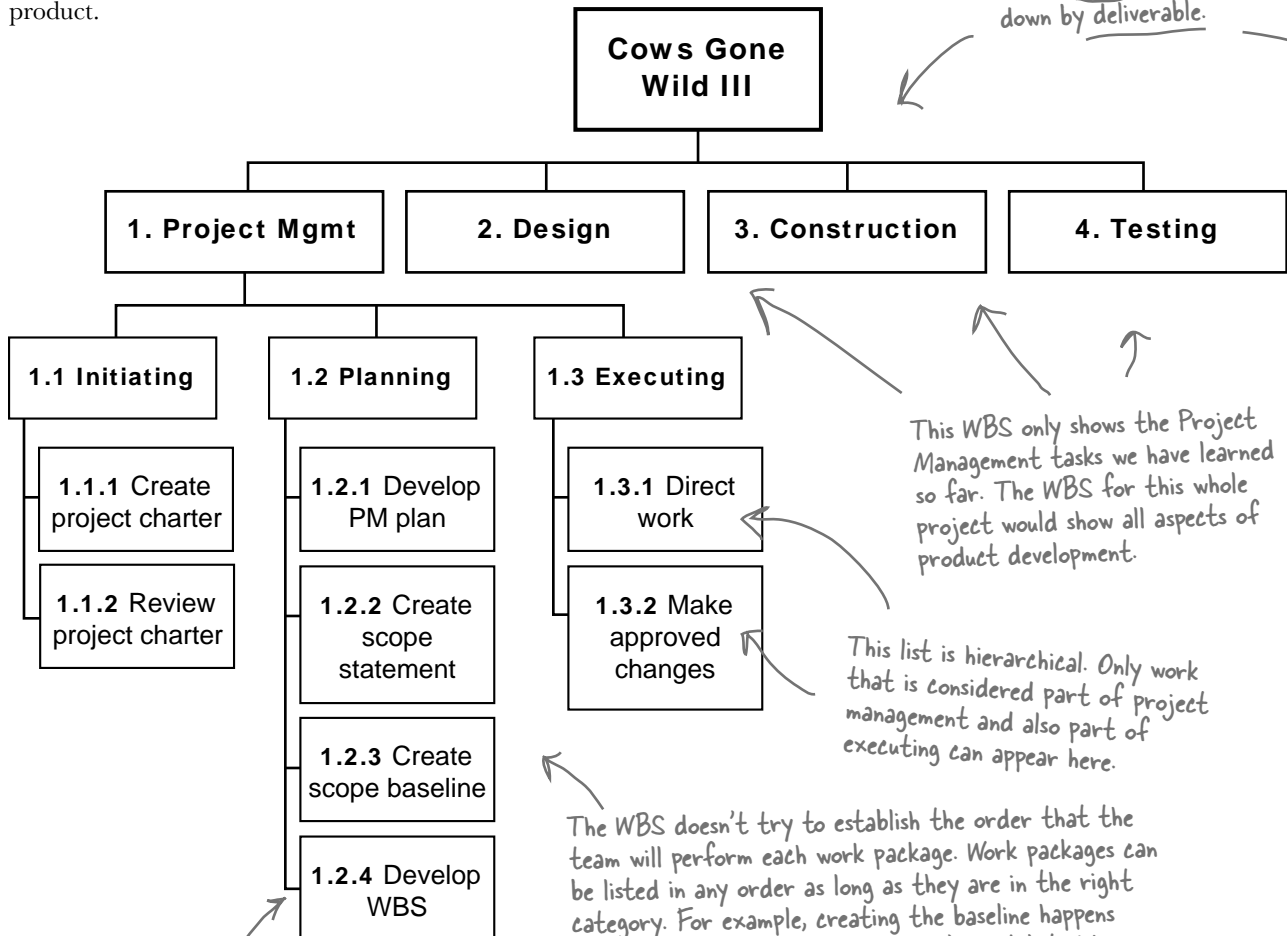 product.
down by deliverable.
Cows Gone
Wild III
1. Project Mgmt
2. Design
3. Construction
4. Testing
1.1 Initiating
1.2 Planning
1.3 Executing
1.1.1 Create
project charter
1.1.2 Review
project charter
1.2.1 Develop
PM plan
1.2.2 Create
scope
statement
1.2.3 Create
scope baseline
1.2.4 Develop
WBS
1.3.1 Direct
work
1.3.2 Make
approved
changes
This WBS only shows the Project
Management tasks we have learned
so far. The WBS for this whole
project would show all aspects of
product development.
This list is hierarchical. Only work
that is considered part of project
management and also part of
executing can appear here.
The WBS doesn't try to establish the order that the
team will perform each work package. Work packages can
be listed in any order as long as they are in the right
category. For example, creating the baseline happens